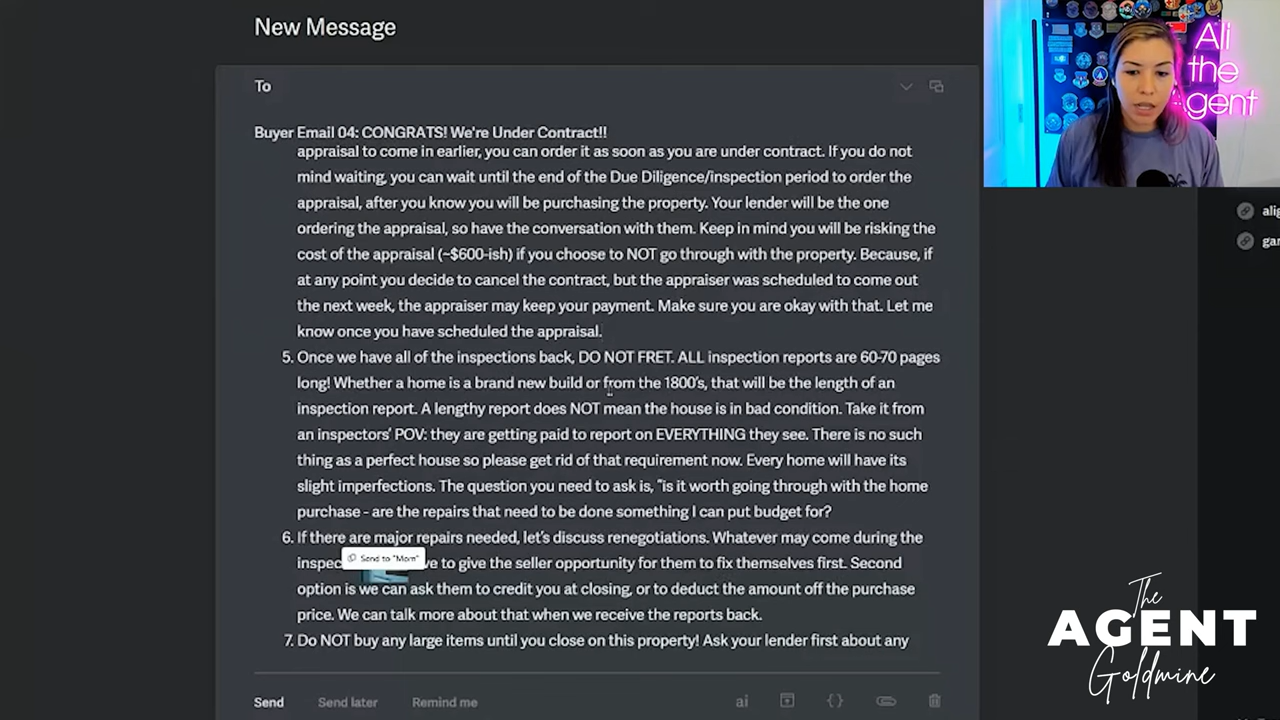 New Message
Ali
the
Agent
To
Buyer Email 04: CONGRATS! We're Under Contract!!
appraisal to come in earlier, you can order it as soon as you are under contract. If you do not
mind waiting, you can wait until the end of the Due Diligence/inspection period to order the
appraisal, after you know you will be purchasing the property. Your lender will be the one
ordering the appraisal, so have the conversation with them. Keep in mind you will be risking the
cost of the appraisal (~$600-ish) if you choose to NOT go through with the property. Because, if
at any point you decide to cancel the contract, but the appraiser was scheduled to come out
the next week, the appraiser may keep your payment. Make sure you are okay with that. Let me
know once you have scheduled the appraisal.
5. Once we have all of the inspections back, DO NOT FRET. ALL inspection reports are 60-70 pages
long! Whether a home is a brand new build or from the 1800's, that will be the length of an
inspection report. A lengthy report does NOT mean the house is in bad condition. Take it from
an inspectors' POV: they are getting paid to report on EVERYTHING they see. There is no such
thing as a perfect house so please get rid of that requirement now. Every home will have its
slight imperfections. The question you need to ask is, "is it worth going through with the home
purchase - are the repairs that need to be done something I can put budget for?
6. If there are major repairs needed, let's discuss renegotiations. Whatever may come during the
inspec ve to give the seller opportunity for them to fix themselves first. Second
Send to "Mom"
option is we can ask them to credit you at closing, or to deduct the amount off the purchase
price. We can talk more about that when we receive the reports back.
7. Do NOT buy any large items until you close on this property! Ask your lender first about any
Send Send later Remind me ai {}
alig
gar
The
AGENT
Goldmine